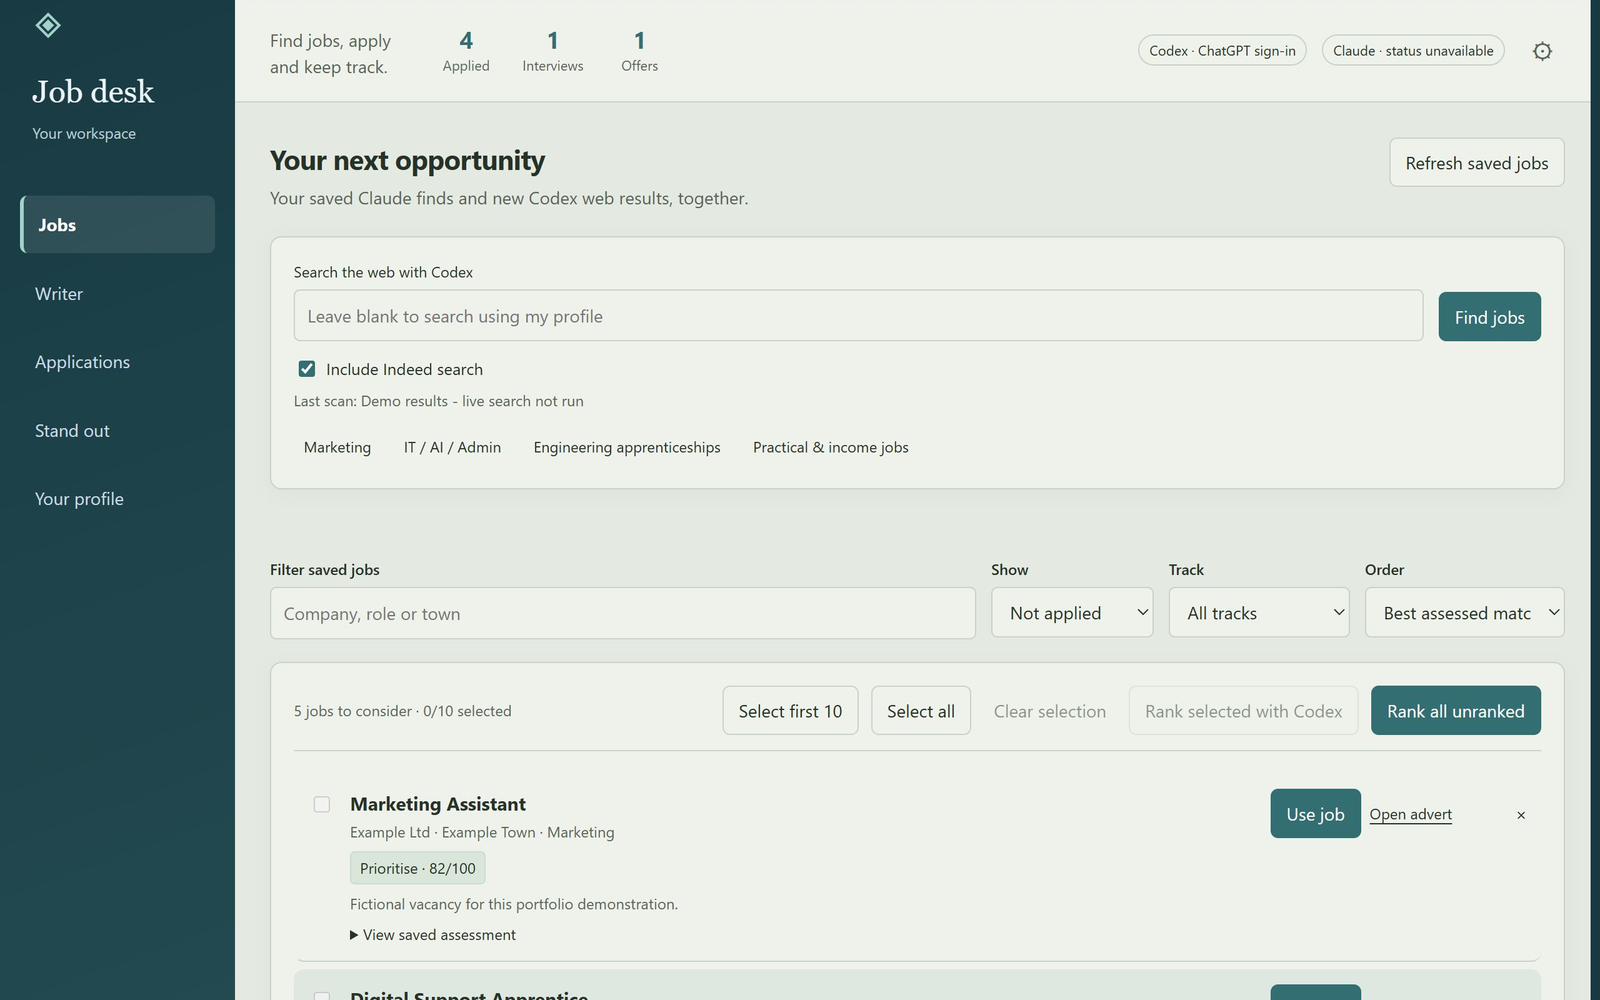 Job desk
Your workspace
Jobs
Writer
Applications
Stand out
Your profile
Find jobs, apply
and keep track.
4
Applied
1
Interviews
1
Offers
Codex · ChatGPT sign-in
Claude · status unavailable
Your next opportunity
Your saved Claude finds and new Codex web results, together.
Refresh saved jobs
Search the web with Codex
Leave blank to search using my profile
Find jobs
Include Indeed search
Last scan: Demo results - live search not run
Marketing
IT / AI / Admin
Engineering apprenticeships
Practical & income jobs
Filter saved jobs
Company, role or town
Show
Not applied
Track
All tracks
Order
Best assessed matc
5 jobs to consider · 0/10 selected
Select first 10
Select all
Clear selection
Rank selected with Codex
Rank all unranked
Marketing Assistant
Example Ltd · Example Town · Marketing
Prioritise · 82/100
Fictional vacancy for this portfolio demonstration.
View saved assessment
Use job
Open advert
×
Digital Support Apprentice